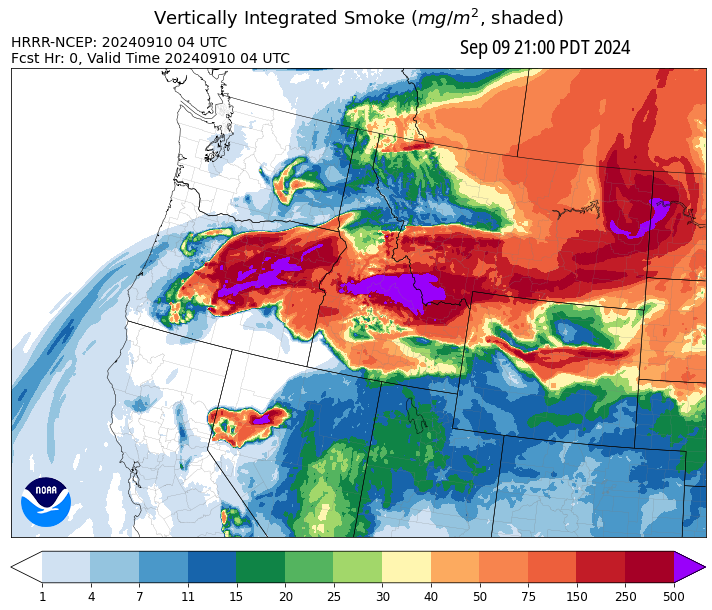 Vertically Integrated Smoke (mg/m², shaded)
HRRR-NCEP: 20240910 04 UTC
Fcst Hr: 0, Valid Time 20240910 04 UTC
Sep 09 21:00 PDT 2024
NOAA
1 4 7 11 15 20 25 30 40 50 75 150 250 500